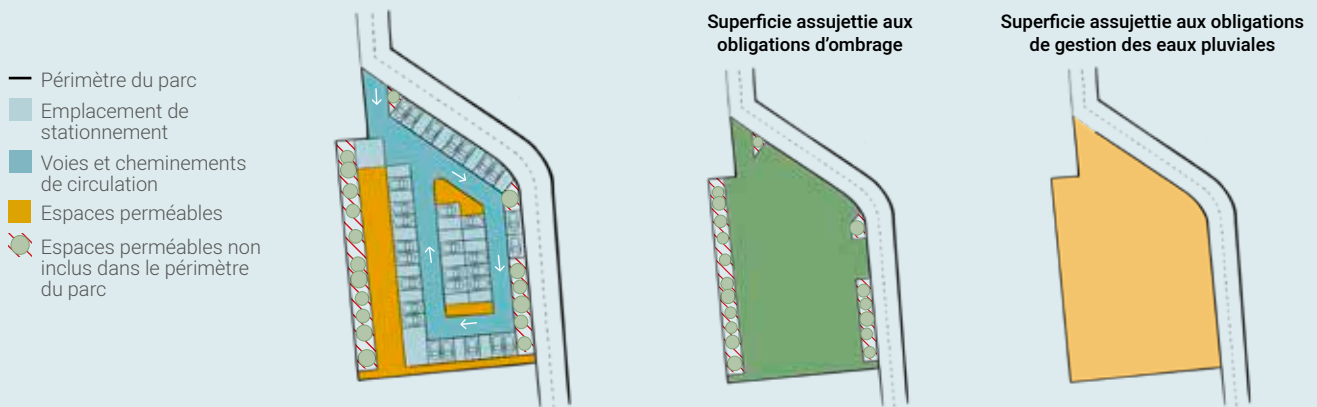 Superficie assujettie aux
obligations d’ombrage
Superficie assujettie aux obligations
de gestion des eaux pluviales
Périmètre du parc
Emplacement de
stationnement
Voies et cheminements
de circulation
Espaces perméables
Espaces perméables non
inclus dans le périmètre
du parc